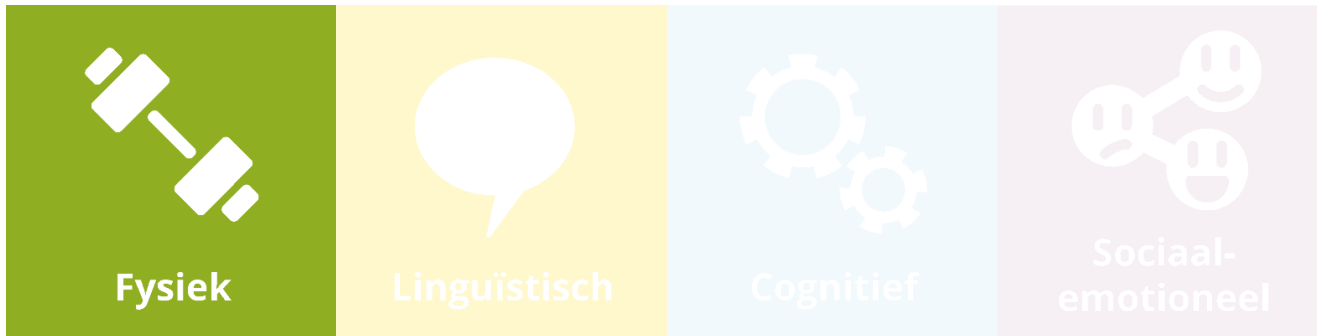 Fysiek
Linguïstisch
Cognitief
Sociaal-
emotioneel